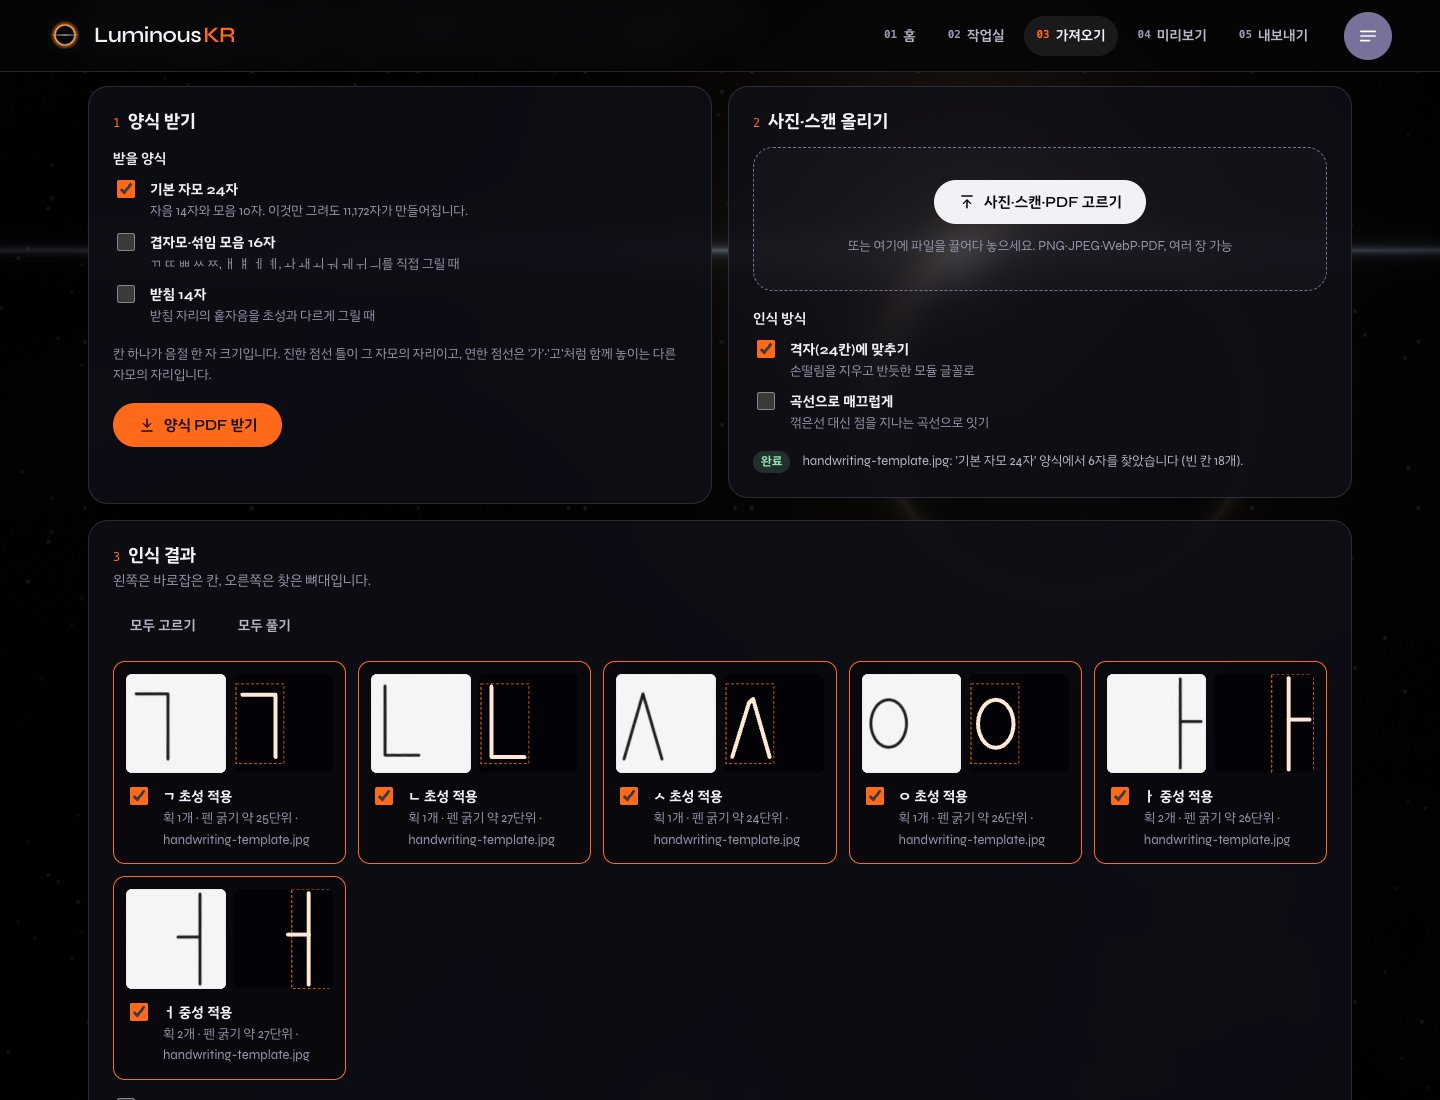 LuminousKR
01 홈 02 작업실 03 가져오기 04 미리보기 05 내보내기
1 양식 받기
받을 양식
기본 자모 24자
자음 14자와 모음 10자. 이것만 그려도 11,172자가 만들어집니다.
겹자모·섞임 모음 16자
ㄲㄸㅃㅆㅉ, ㅐㅒㅔㅖ, ㅘㅙㅚㅝㅞㅟㅢ를 직접 그릴 때
받침 14자
받침 자리의 홑자음을 초성과 다르게 그릴 때
칸 하나가 음절 한 자 크기입니다. 진한 점선 틀이 그 자모의 자리이고, 연한 점선은 '가'·'고'처럼 함께 놓이는 다른
자모의 자리입니다.
양식 PDF 받기
2 사진·스캔 올리기
사진·스캔·PDF 고르기
또는 여기에 파일을 끌어다 놓으세요. PNG·JPEG·WebP·PDF, 여러 장 가능
인식 방식
격자(24칸)에 맞추기
손떨림을 지우고 반듯한 모듈 글꼴로
곡선으로 매끄럽게
꺾은선 대신 점을 지나는 곡선으로 잇기
완료 handwriting-template.jpg: '기본 자모 24자' 양식에서 6자를 찾았습니다 (빈 칸 18개).
3 인식 결과
왼쪽은 바로잡은 칸, 오른쪽은 찾은 뼈대입니다.
모두 고르기 모두 풀기
ㄱ ㄱ
ㄱ 초성 적용
획 1개 · 펜 굵기 약 25단위 ·
handwriting-template.jpg
ㄴ ㄴ
ㄴ 초성 적용
획 1개 · 펜 굵기 약 27단위 ·
handwriting-template.jpg
ㅅ ㅅ
ㅅ 초성 적용
획 1개 · 펜 굵기 약 24단위 ·
handwriting-template.jpg
ㅇ ㅇ
ㅇ 초성 적용
획 1개 · 펜 굵기 약 26단위 ·
handwriting-template.jpg
ㅏ ㅏ
ㅏ 중성 적용
획 2개 · 펜 굵기 약 26단위 ·
handwriting-template.jpg
ㅓ ㅓ
ㅓ 중성 적용
획 2개 · 펜 굵기 약 27단위 ·
handwriting-template.jpg